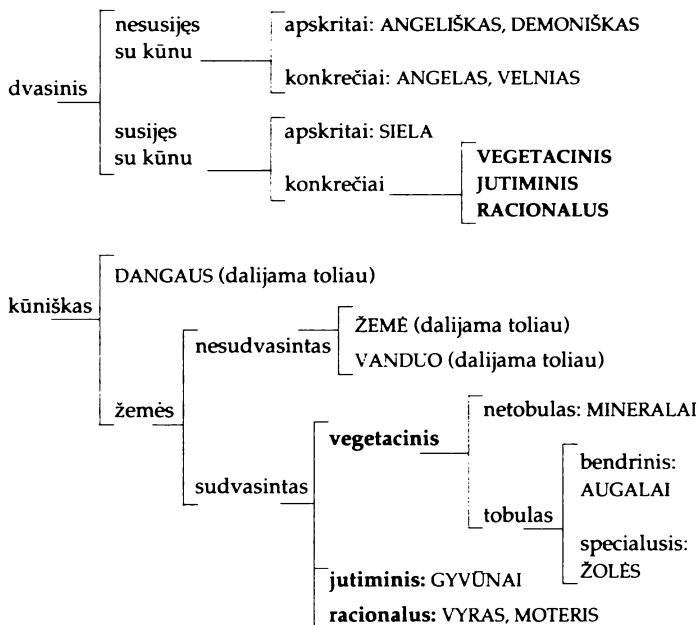 dvasinis
nesusijęs
su kūnu
apskritai: ANGELIŠKAS, DEMONIŠKAS
konkrečiai: ANGELAS, VELNIAS
susijęs
su kūnu
apskritai: SIELA
konkrečiai
VEGETACINIS
JUTIMINIS
RACIONALUS
kūniškas
DANGAUS (dalijama toliau)
žemės
nesudvasintas
ŽEMĖ (dalijama toliau)
VANDUO (dalijama toliau)
sudvasintas
vegetacinis
netobulas: MINERALAI
tobulas
bendrinis:
AUGALAI
specialusis:
ŽOLĖS
jutiminis: GYVŪNAI
racionalus: VYRAS, MOTERIS